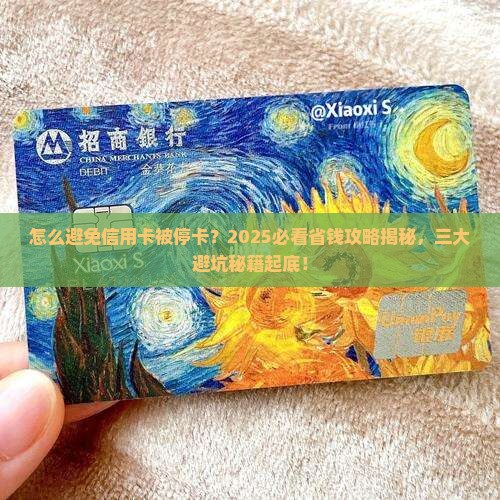 @Xiaoxi S
招商银行
CHINA MERCHANTS BANK
DEBIT
怎么避免信用卡被停卡？2025必看省钱攻略揭秘，三大
避坑秘籍起底！
Xiaoxi S
UnionPay
银联